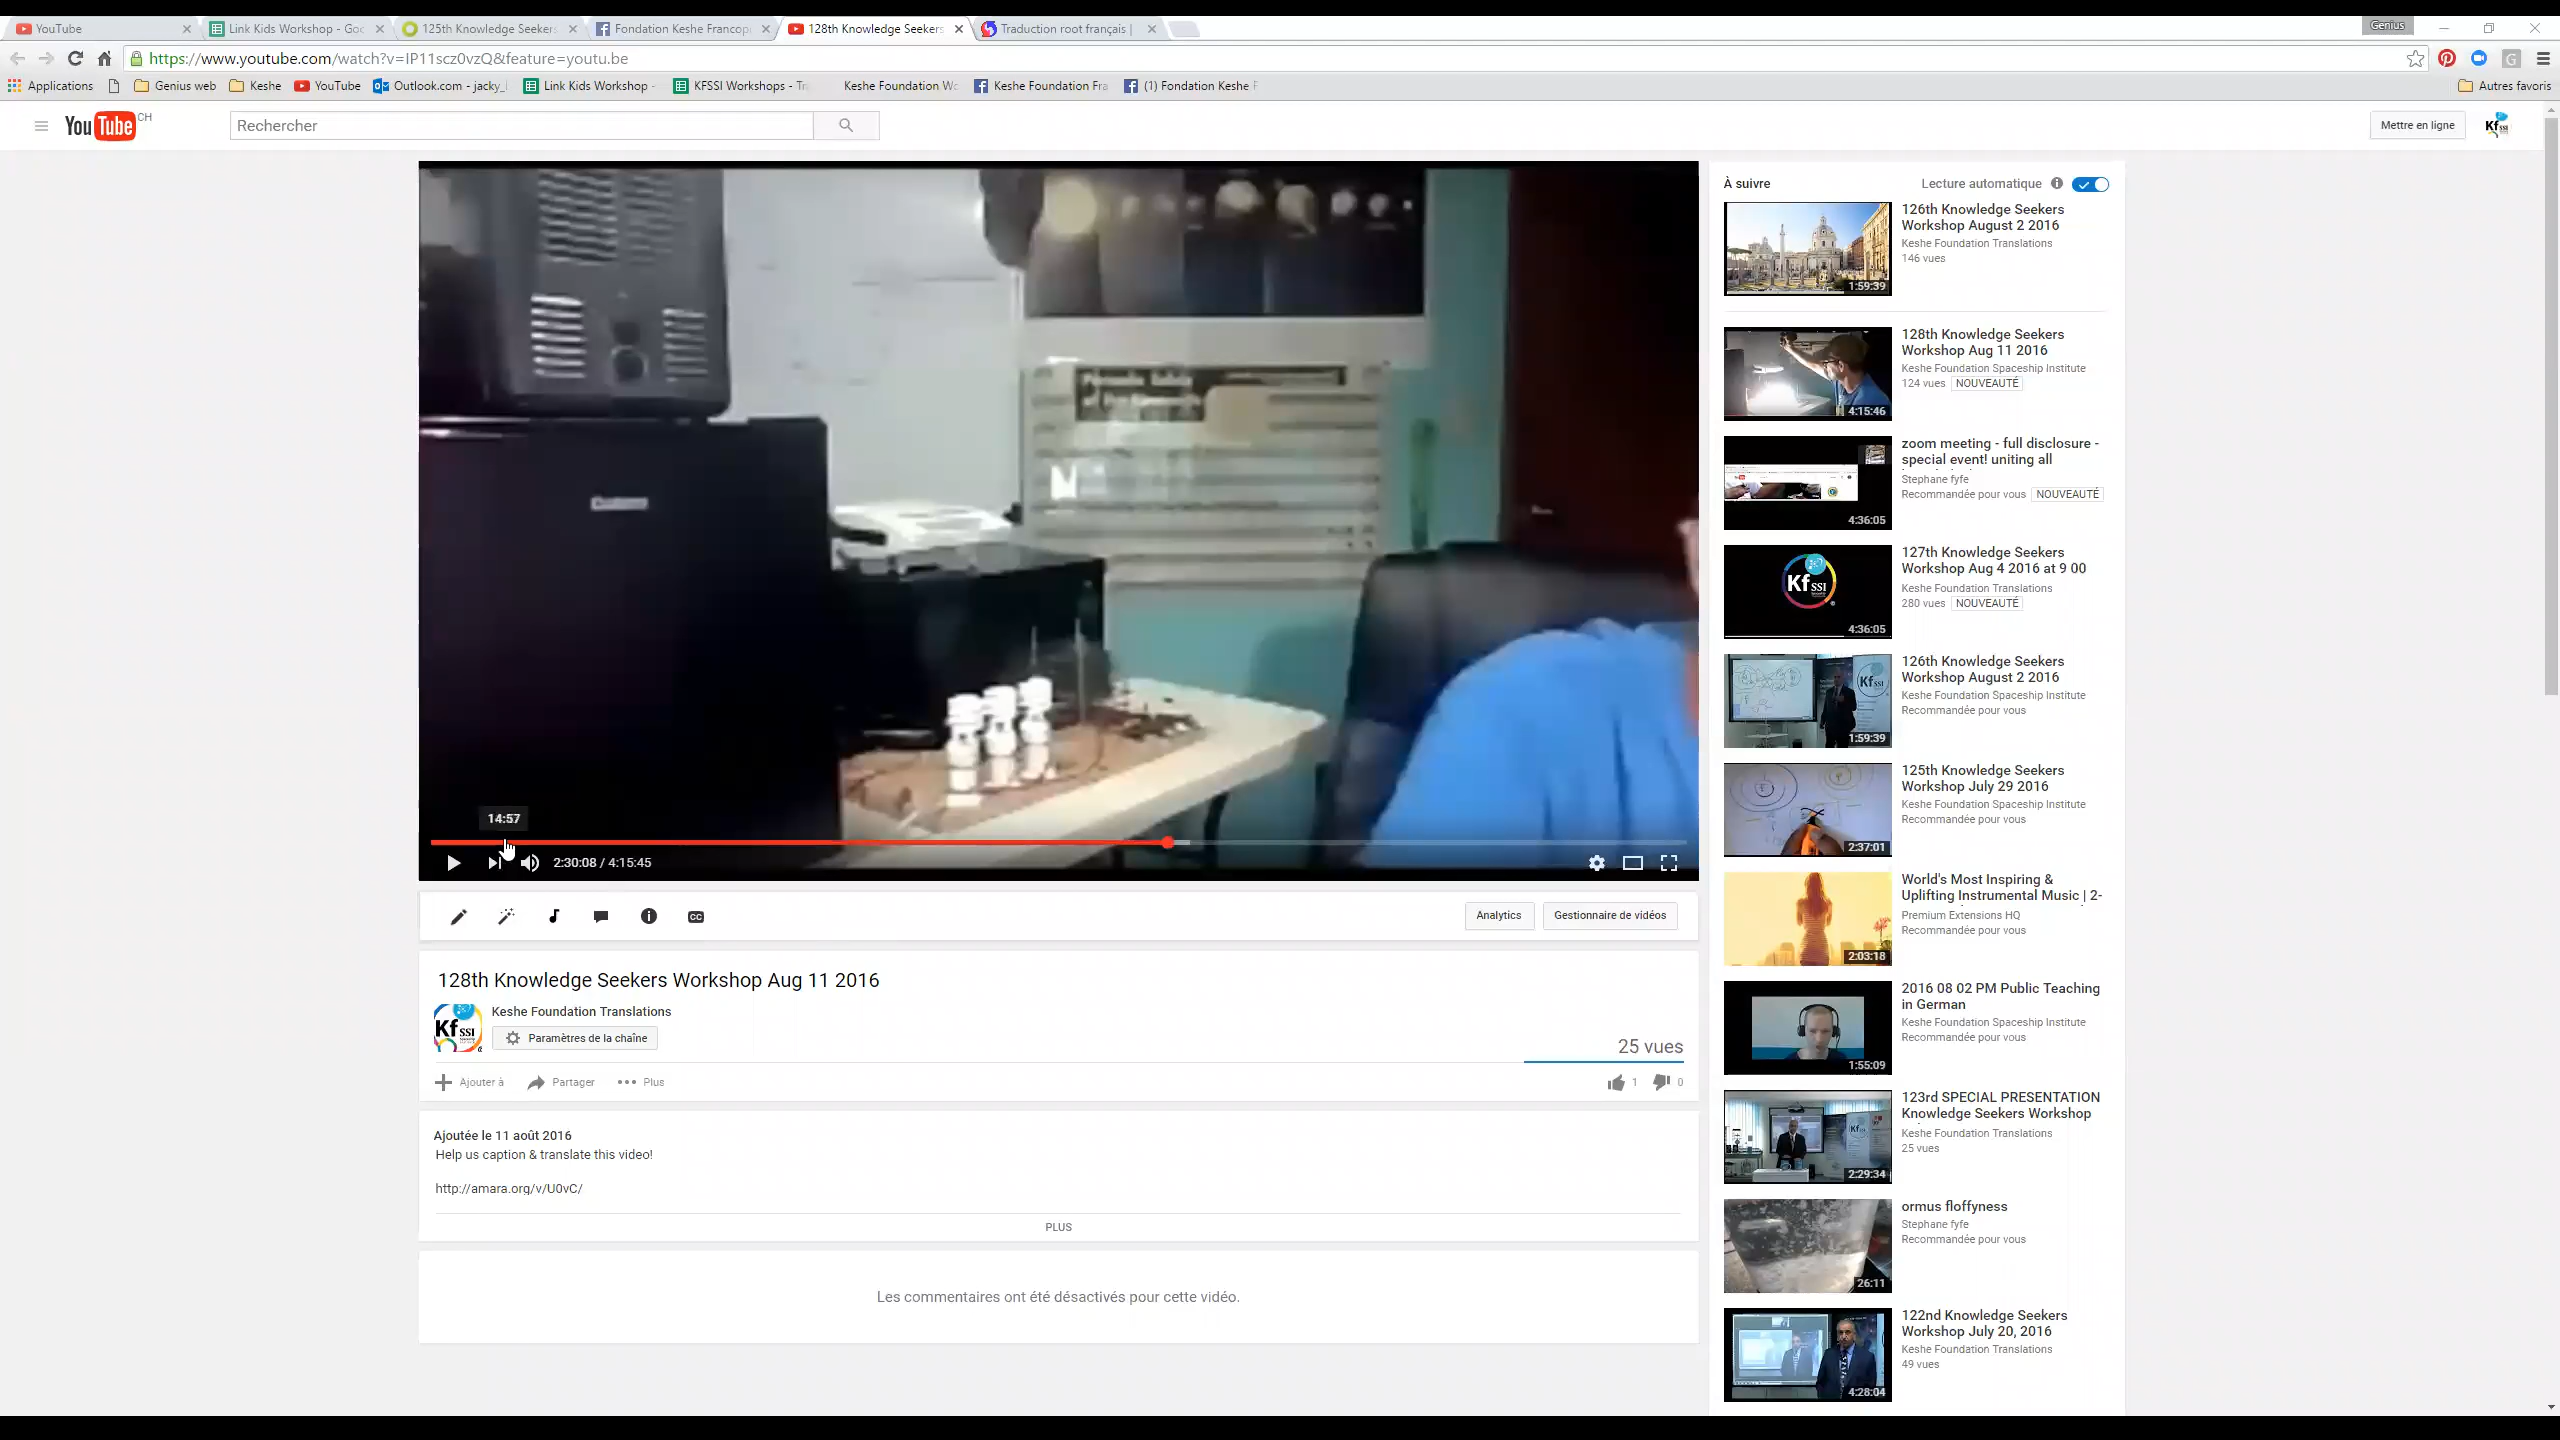 YouTube
Link Kids Workshop - Goo
125th Knowledge Seekers
Fondation Keshe Francop
128th Knowledge Seekers
Traduction root français |
Genius
https://www.youtube.com/watch?v=IP11scz0vzQ&feature=youtu.be
Applications
Genius web
Keshe
YouTube
Outlook.com - jacky_
Link Kids Workshop -
KFSSI Workshops - Tr
Keshe Foundation Wo
Keshe Foundation Fra
(1) Fondation Keshe F
Autres favoris
YouTube CH
Rechercher
Mettre en ligne
Kf SSI
14:57
2:30:08 / 4:15:45
Analytics
Gestionnaire de vidéos
128th Knowledge Seekers Workshop Aug 11 2016
Kf SSI
Keshe Foundation Translations
Paramètres de la chaîne
25 vues
Ajouter à
Partager
Plus
1
0
Ajoutée le 11 août 2016
Help us caption & translate this video!
http://amara.org/v/U0vC/
PLUS
Les commentaires ont été désactivés pour cette vidéo.
À suivre
Lecture automatique
126th Knowledge Seekers
Workshop August 2 2016
Keshe Foundation Translations
146 vues
1:59:39
128th Knowledge Seekers
Workshop Aug 11 2016
Keshe Foundation Spaceship Institute
124 vues NOUVEAUTÉ
4:15:46
zoom meeting - full disclosure -
special event! uniting all
Stephane fyfe
Recommandée pour vous NOUVEAUTÉ
4:36:05
127th Knowledge Seekers
Workshop Aug 4 2016 at 9 00
Keshe Foundation Translations
280 vues NOUVEAUTÉ
Kf SSI
4:36:05
126th Knowledge Seekers
Workshop August 2 2016
Keshe Foundation Spaceship Institute
Recommandée pour vous
1:59:39
125th Knowledge Seekers
Workshop July 29 2016
Keshe Foundation Spaceship Institute
Recommandée pour vous
2:37:01
World's Most Inspiring &
Uplifting Instrumental Music | 2-
Premium Extensions HQ
Recommandée pour vous
2:03:18
2016 08 02 PM Public Teaching
in German
Keshe Foundation Spaceship Institute
Recommandée pour vous
1:55:09
123rd SPECIAL PRESENTATION
Knowledge Seekers Workshop
Keshe Foundation Translations
25 vues
2:29:34
ormus floffyness
Stephane fyfe
Recommandée pour vous
26:11
122nd Knowledge Seekers
Workshop July 20, 2016
Keshe Foundation Translations
49 vues
4:28:04